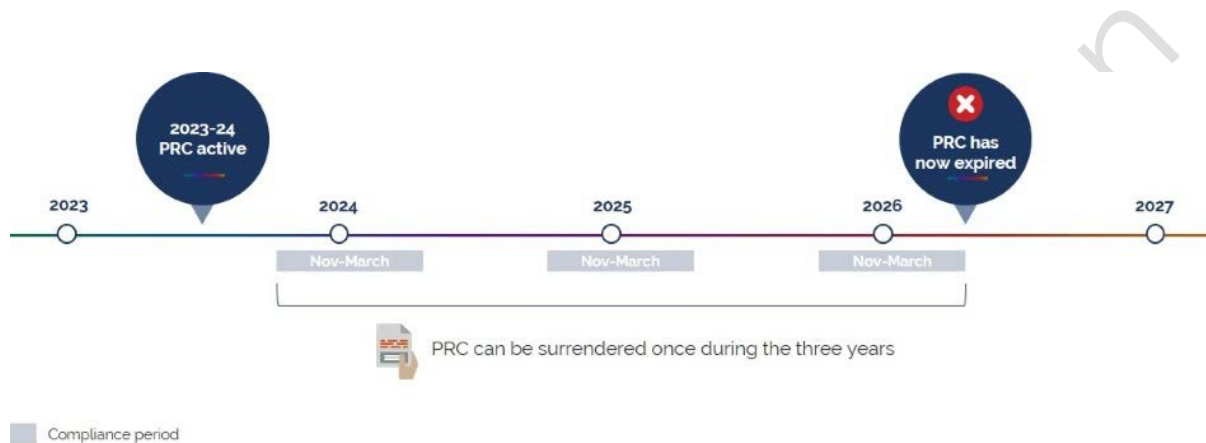 2023-24
PRC active
PRC has
now expired
2023
2024
2025
2026
2027
Nov-March
Nov-March
Nov-March
PRC can be surrendered once during the three years
Compliance period